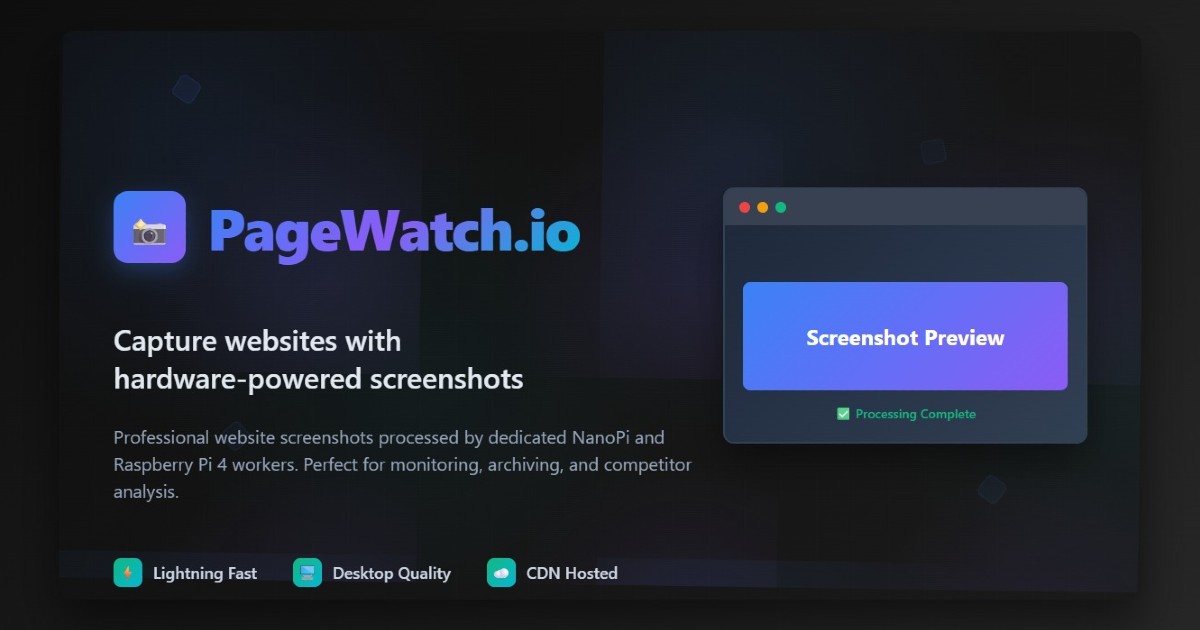 PageWatch.io
Capture websites with
hardware-powered screenshots
Professional website screenshots processed by dedicated NanoPi and
Raspberry Pi 4 workers. Perfect for monitoring, archiving, and competitor
analysis.
Lightning Fast
Desktop Quality
CDN Hosted
Screenshot Preview
Processing Complete